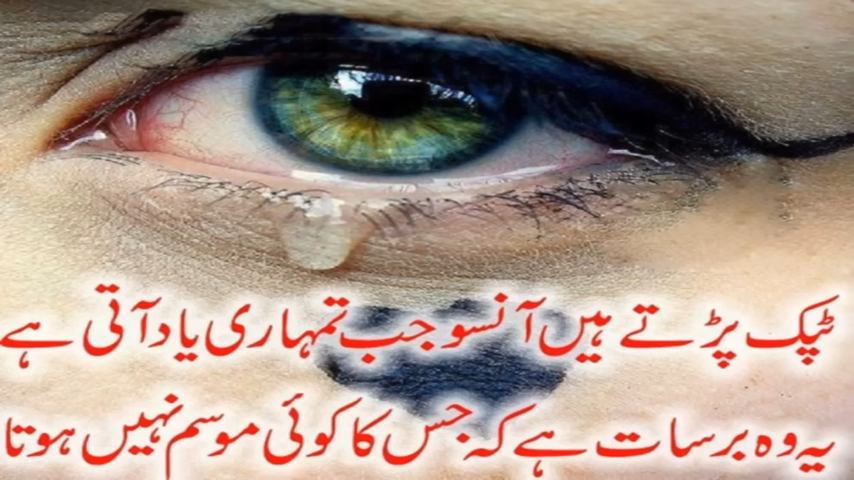 ٹپک پڑتے ہیں آنسو جب تمہاری یاد آتی ہے
یہ وہ برسات ہے کہ جس کا کوئی موسم نہیں ہوتا